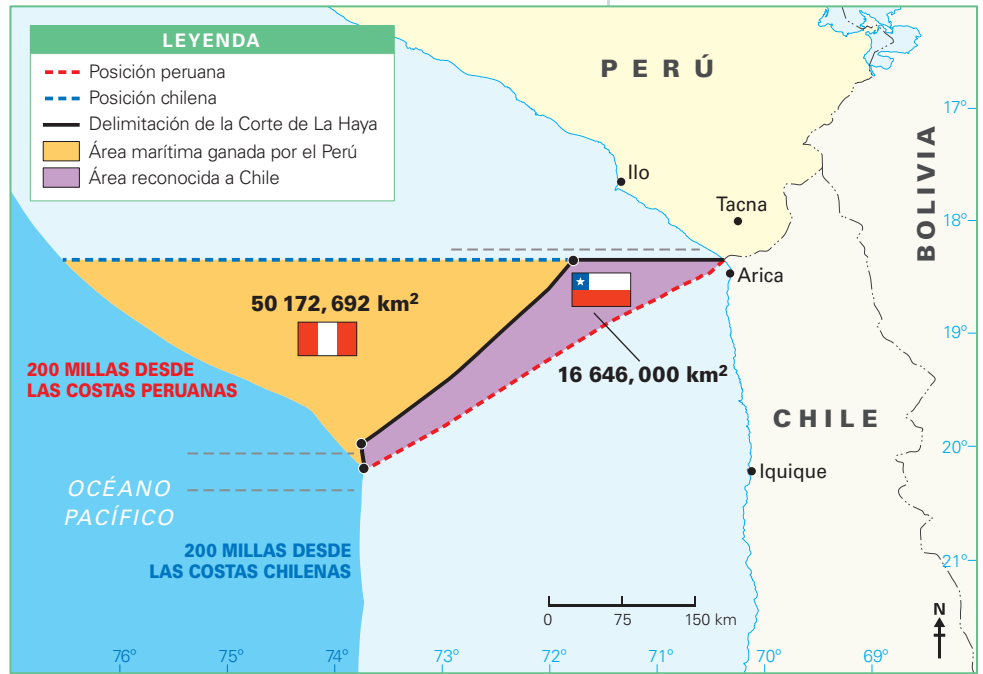 LEYENDA
Posición peruana
Posición chilena
Delimitación de la Corte de La Haya
Área marítima ganada por el Perú
Área reconocida a Chile
PERÚ
BOLIVIA
17°
Ilo
Tacna
18°
Arica
50 172,692 km²
19°
16 646,000 km²
200 MILLAS DESDE
LAS COSTAS PERUANAS
CHILE
20°
Iquique
OCÉANO
PACÍFICO
200 MILLAS DESDE
LAS COSTAS CHILENAS
21°
N
0 75 150 km
76° 75° 74° 73° 72° 71° 70° 69°